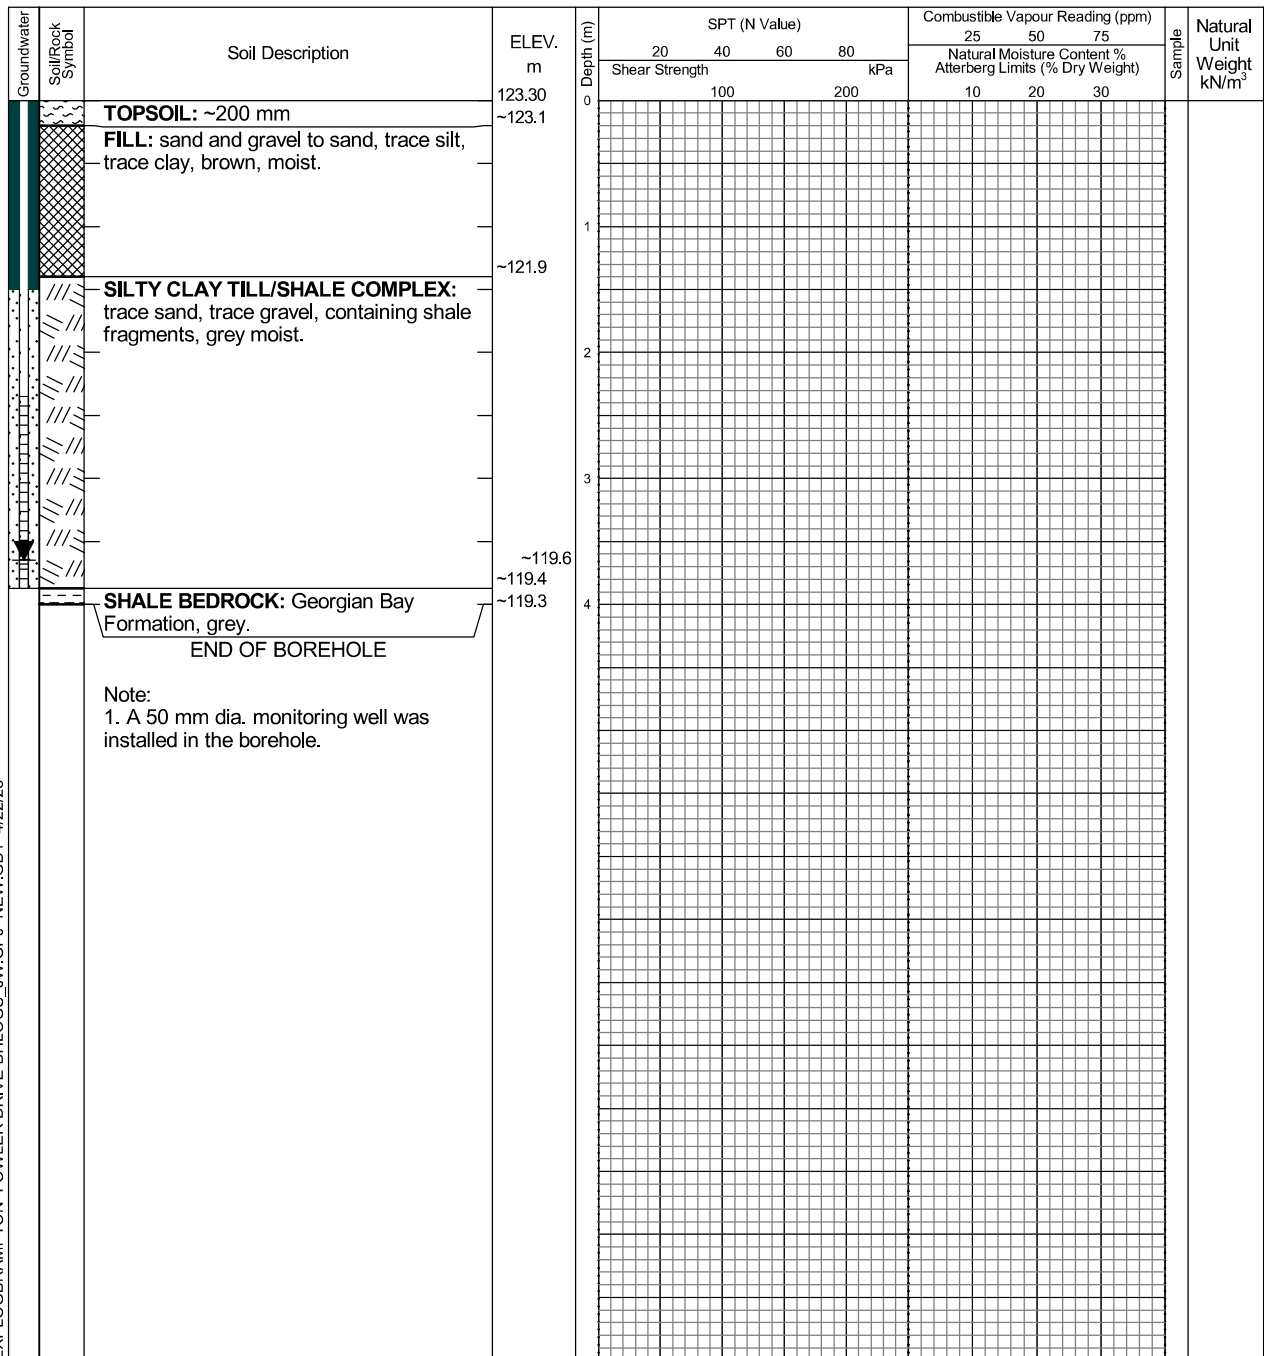 Groundwater
Soil/Rock
Symbol
Soil Description
ELEV.
m
Depth (m)
SPT (N Value)
20 40 60 80
Shear Strength kPa
100 200
Combustible Vapour Reading (ppm)
25 50 75
Natural Moisture Content %
Atterberg Limits (% Dry Weight)
10 20 30
Sample
Natural
Unit
Weight
kN/m³
123.30
0
TOPSOIL: ~200 mm
~123.1
FILL: sand and gravel to sand, trace silt,
trace clay, brown, moist.
1
~121.9
SILTY CLAY TILL/SHALE COMPLEX:
trace sand, trace gravel, containing shale
fragments, grey moist.
2
3
~119.6
~119.4
SHALE BEDROCK: Georgian Bay
Formation, grey.
~119.3
4
END OF BOREHOLE
Note:
1. A 50 mm dia. monitoring well was
installed in the borehole.